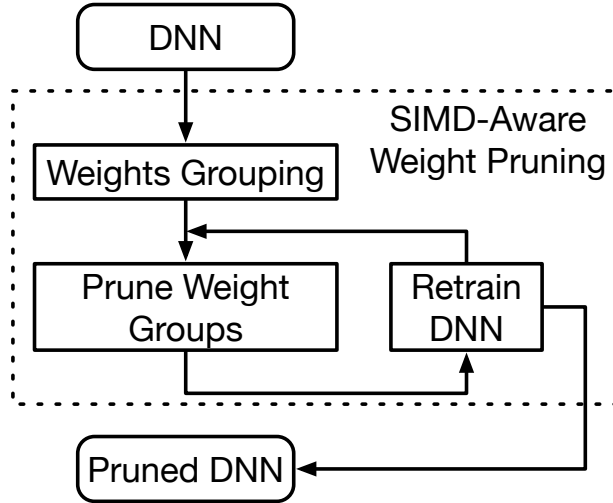 DNN
SIMD-Aware
Weight Pruning
Weights Grouping
Prune Weight
Groups
Retrain
DNN
Pruned DNN